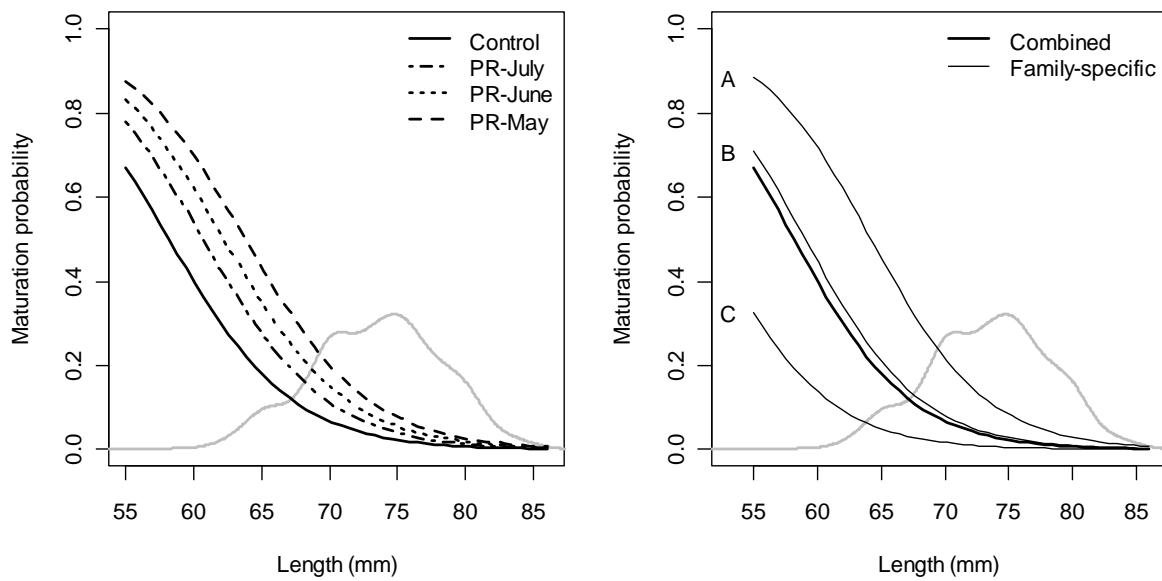 1.0
0.8
0.6
0.4
0.2
0.0
Maturation probability
Control
PR-July
PR-June
PR-May
55 60 65 70 75 80 85
Length (mm)
1.0
0.8
0.6
0.4
0.2
0.0
Maturation probability
Combined
Family-specific
A
B
C
55 60 65 70 75 80 85
Length (mm)